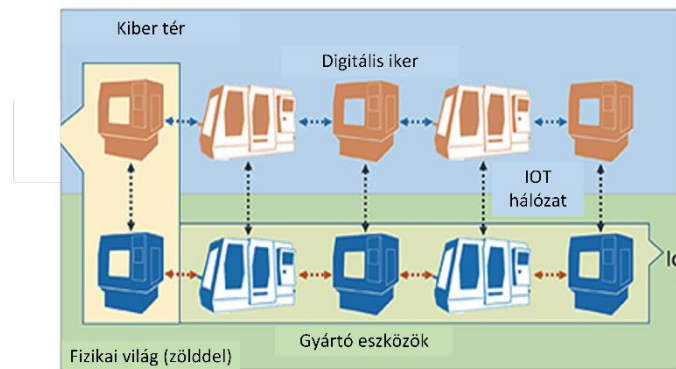 Kiber tér
Digitális iker
IOT
hálózat
Gyártó eszközök
Fizikai világ (zölddel)